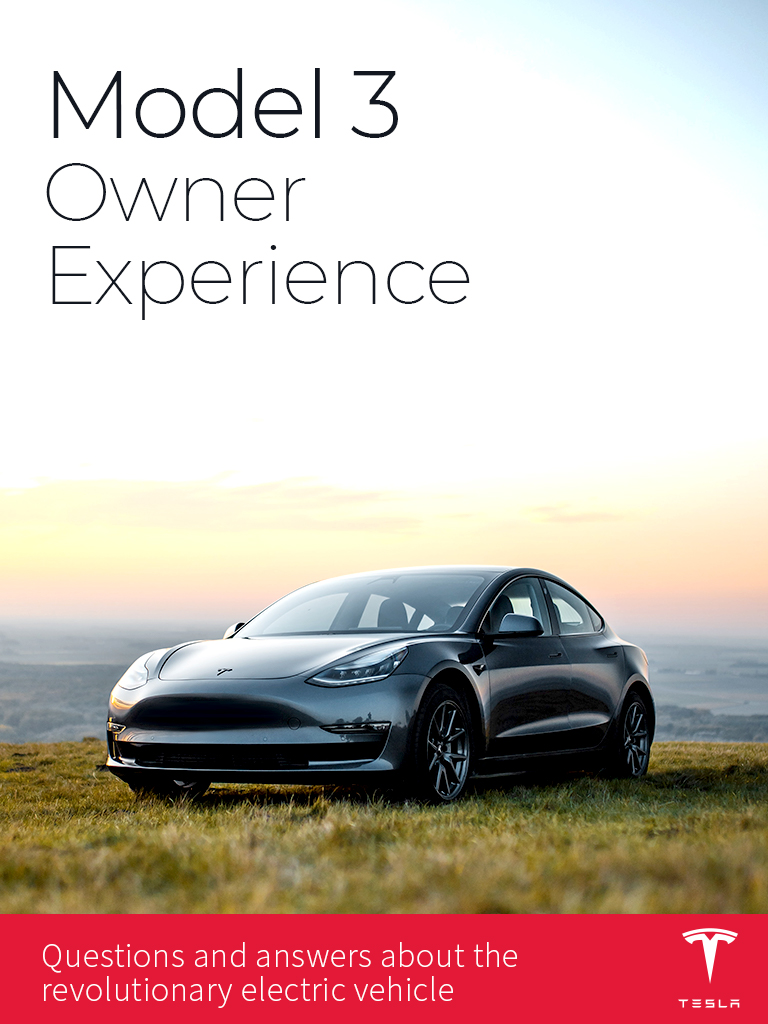 Model 3
Owner
Experience
Questions and answers about the
revolutionary electric vehicle
TESLA